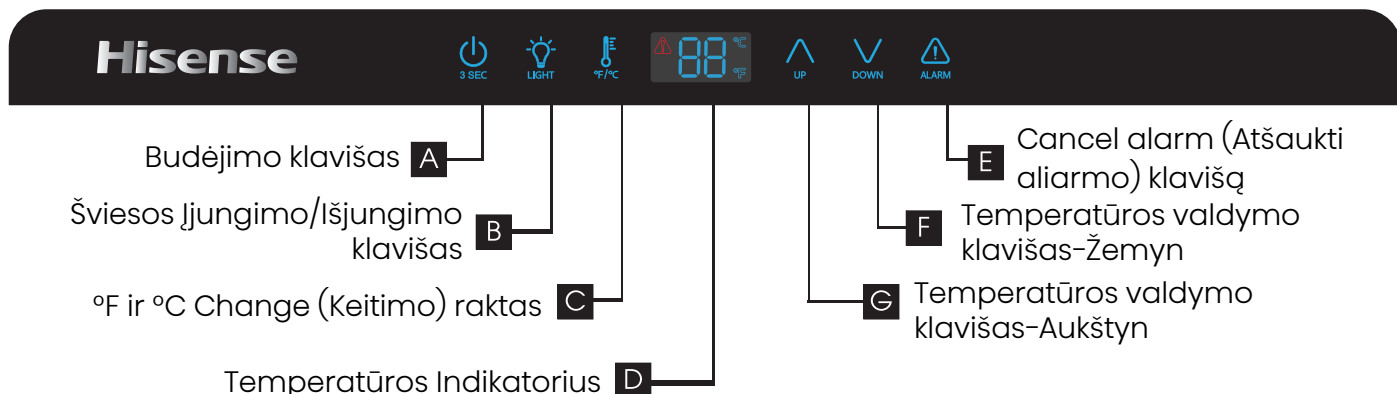 Hisense
3 SEC
LIGHT
°F/°C
88
°C
°F
UP
DOWN
ALARM
Budėjimo klavišas A
Šviesos Įjungimo/Išjungimo
klavišas B
°F ir °C Change (Keitimo) raktas C
Temperatūros Indikatorius D
E Cancel alarm (Atšaukti
aliarmo) klavišą
F Temperatūros valdymo
klavišas-Žemyn
G Temperatūros valdymo
klavišas-Aukštyn